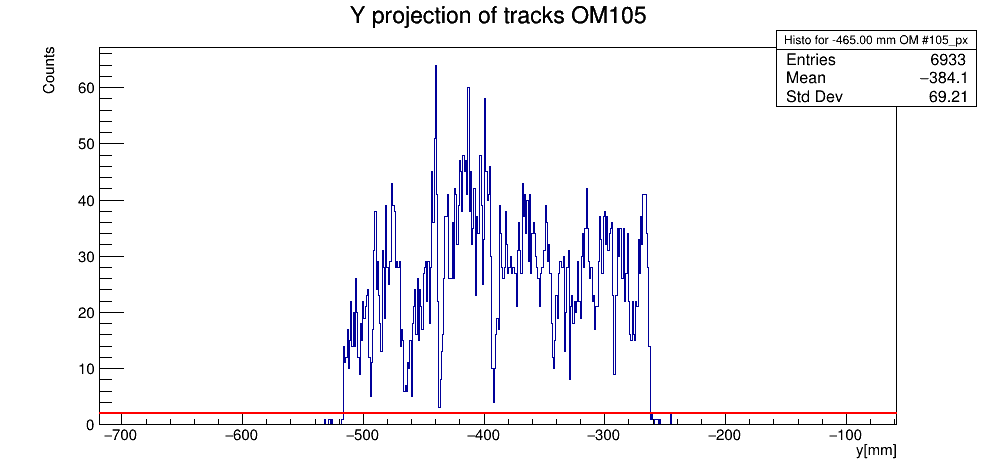 Y projection of tracks OM105
Histo for -465.00 mm OM #105_px
Entries 6933
Mean −384.1
Std Dev 69.21
Counts
60
50
40
30
20
10
0
−700 −600 −500 −400 −300 −200 −100
y[mm]